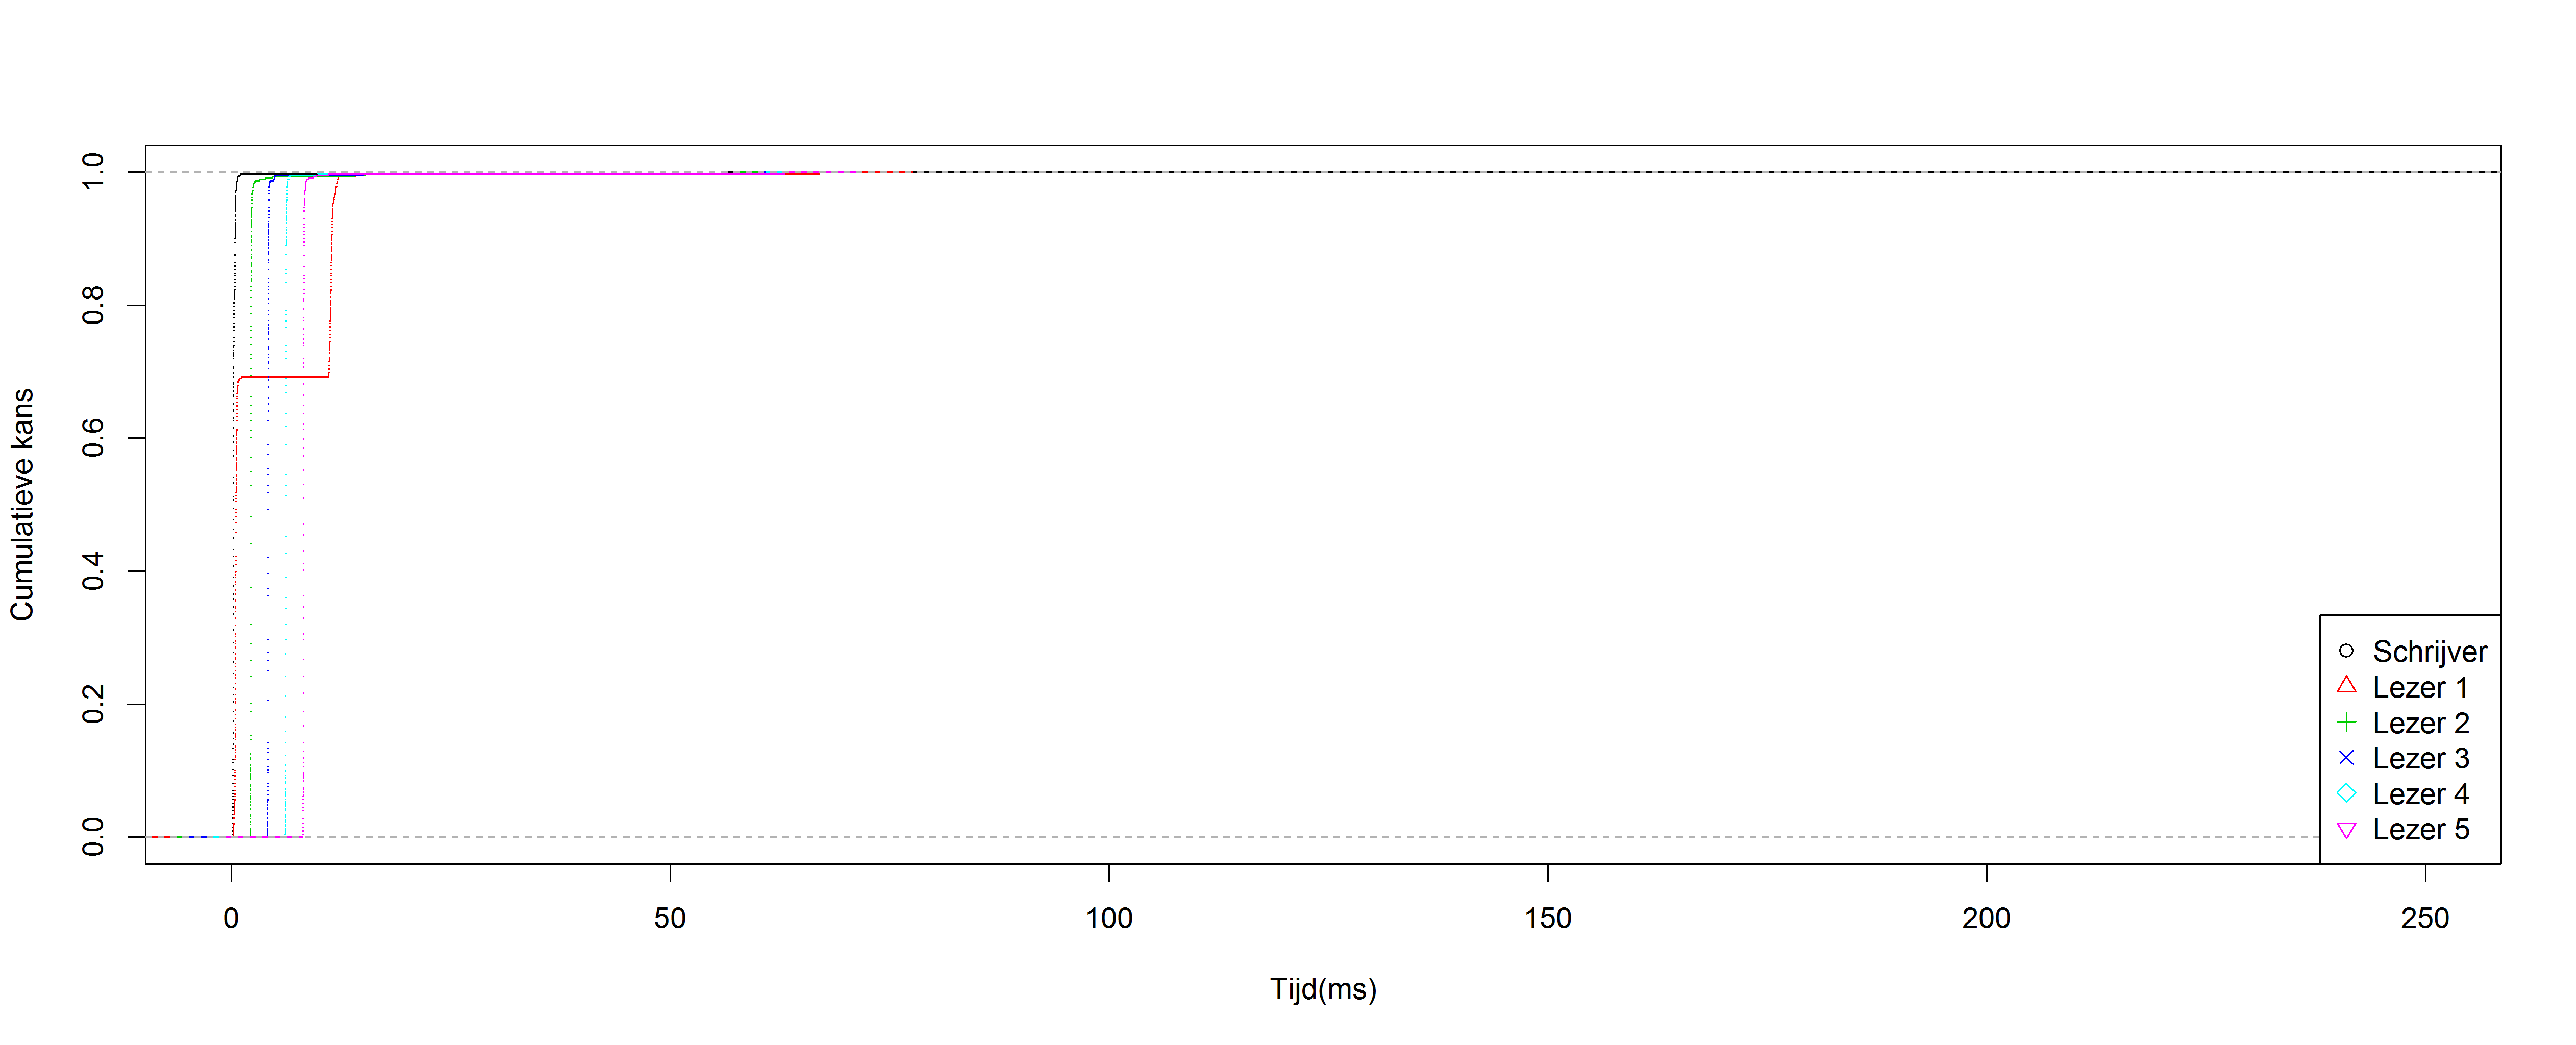 1.0
0.8
0.6
0.4
0.2
0.0
Cumulatieve kans
0 50 100 150 200 250
Tijd(ms)
Schrijver
Lezer 1
Lezer 2
Lezer 3
Lezer 4
Lezer 5